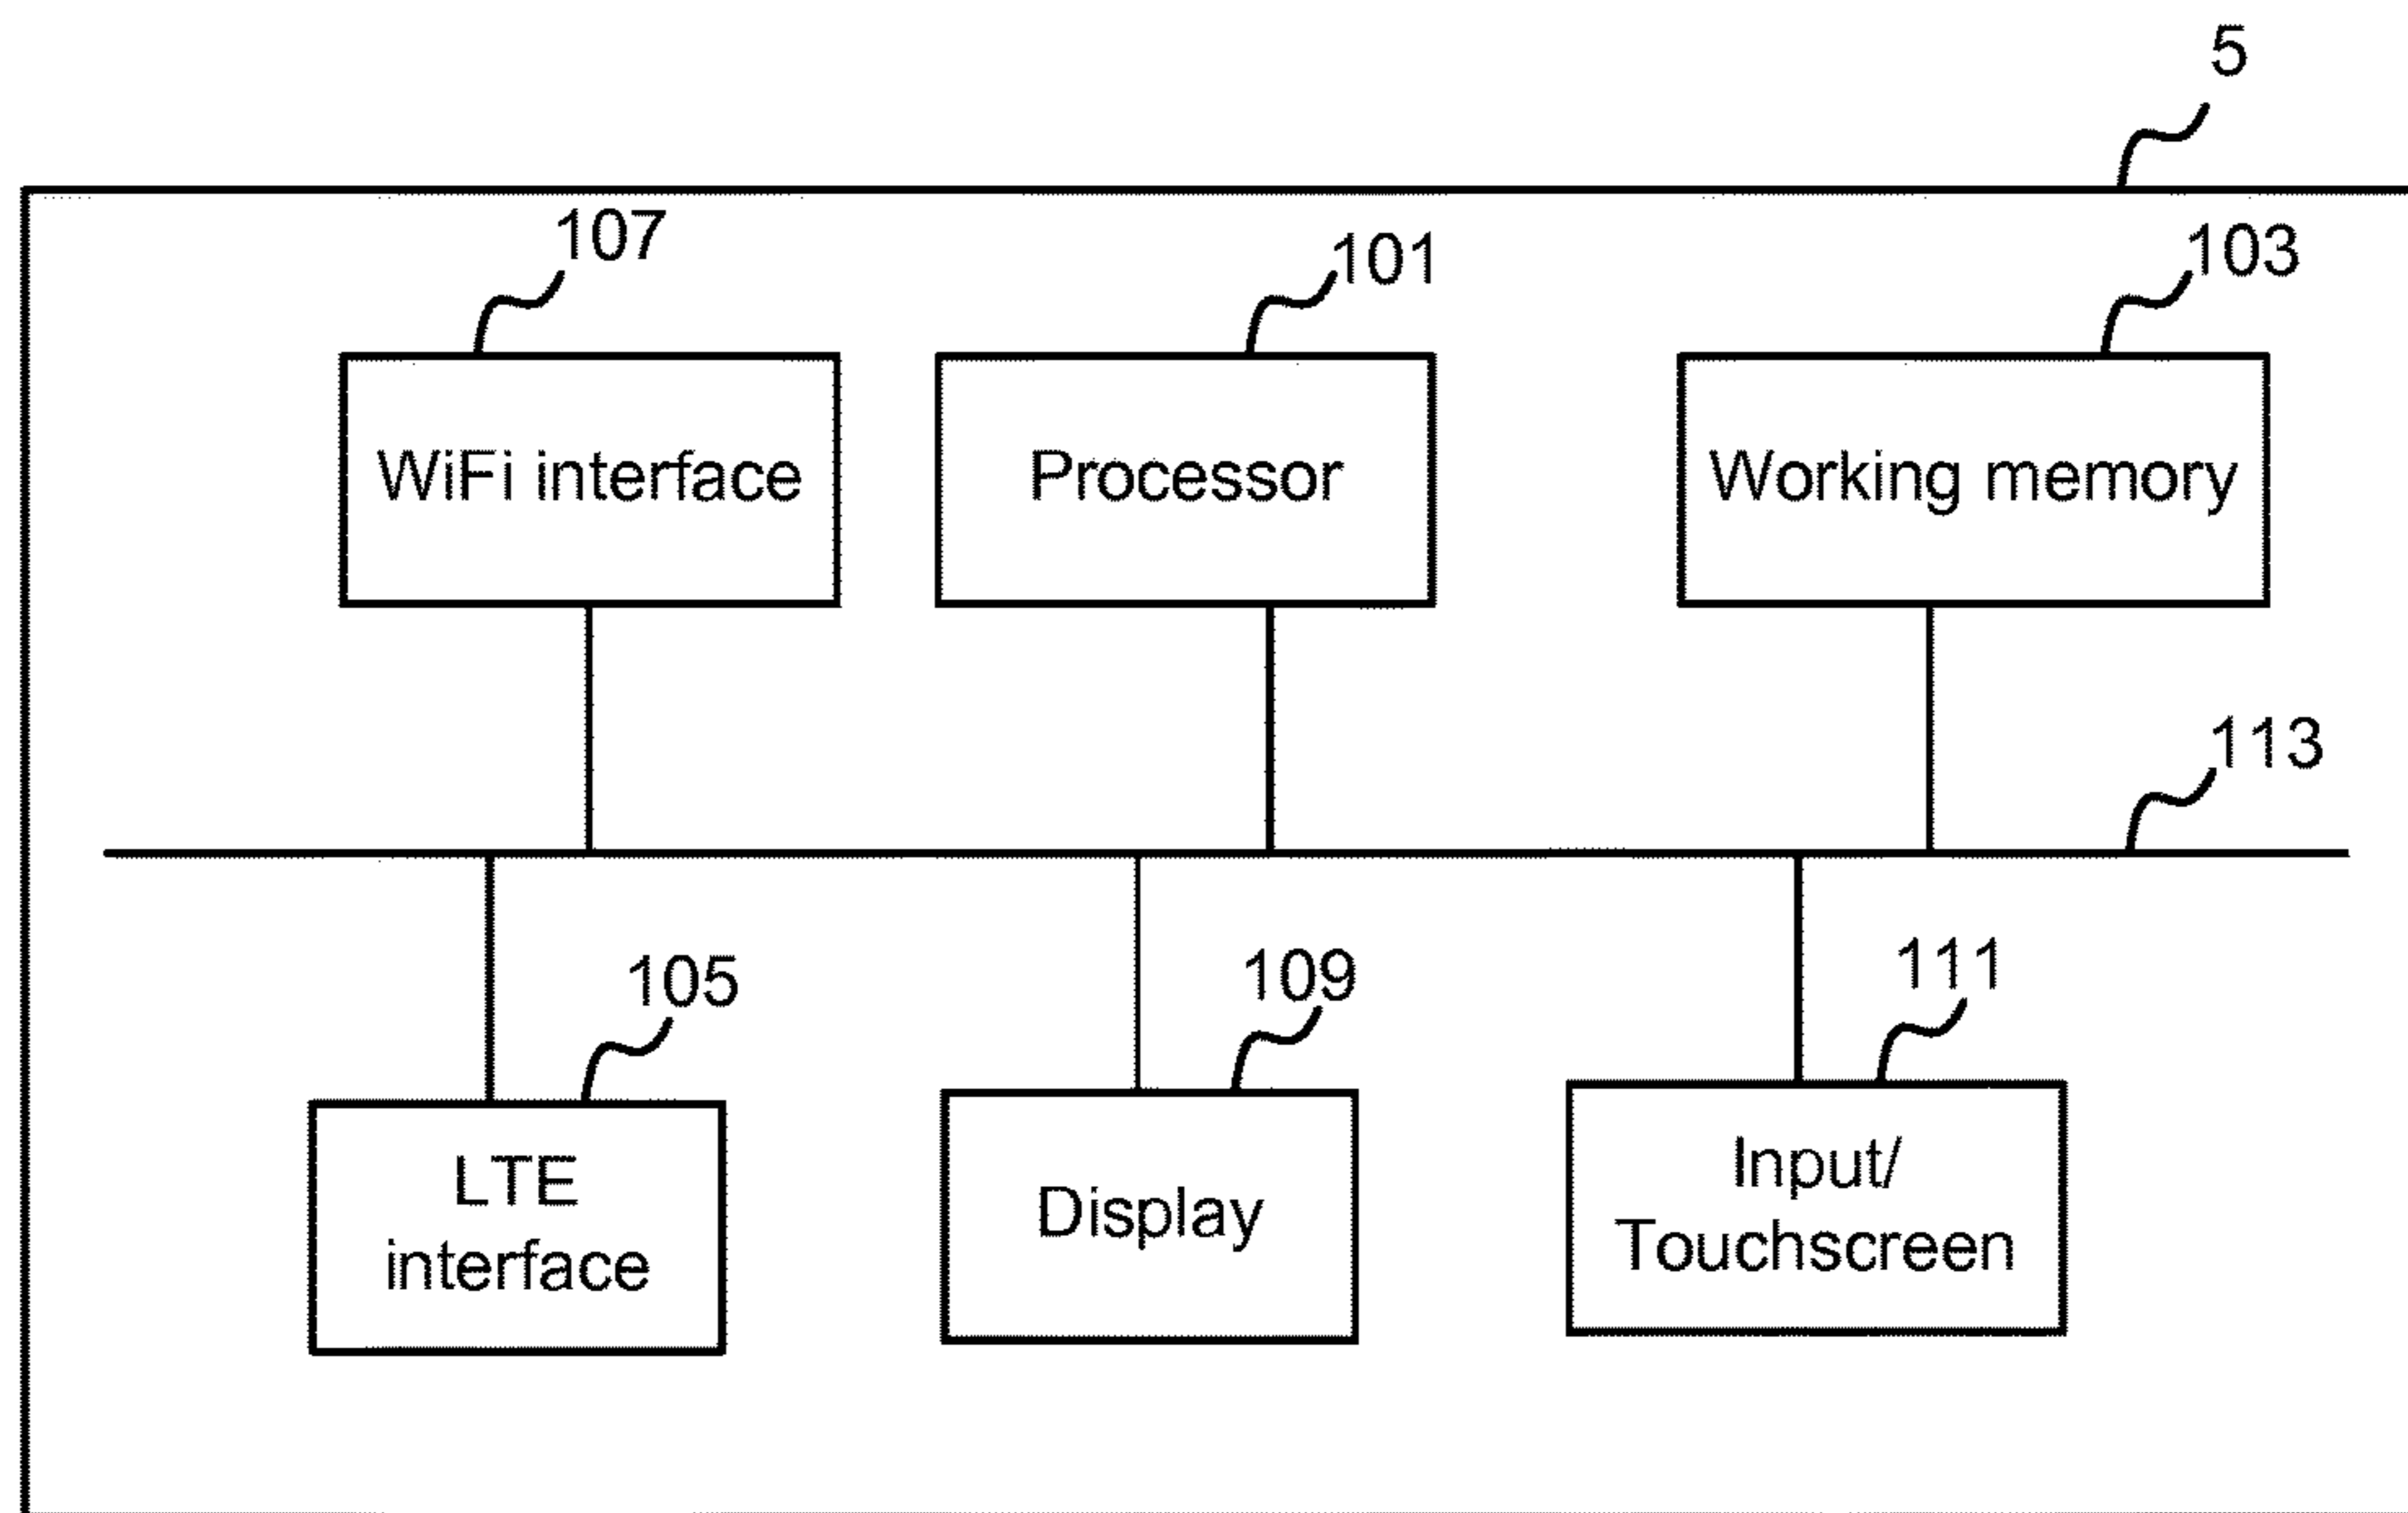 5
107
101
103
WiFi interface
Processor
Working memory
113
105
109
111
LTE
interface
Display
Input/
Touchscreen